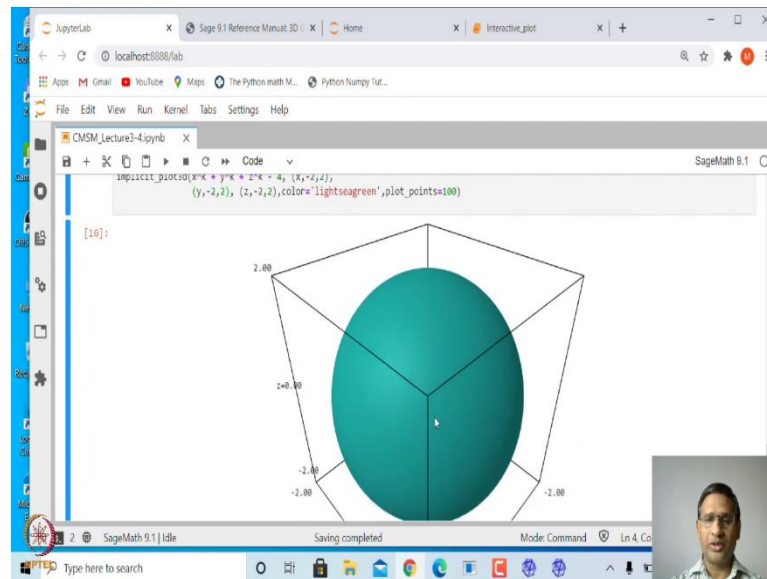 JupyterLab
Sage 9.1 Reference Manual: 3D G
Home
Interactive_plot
localhost:8888/lab
Apps Gmail YouTube Maps The Python math M... Python Numpy Tut...
M
File Edit View Run Kernel Tabs Settings Help
CMSM_Lecture3-4.ipynb
Code
SageMath 9.1
implicit_plot3d(x^k + y^k + z^k - 4, (x,-2,2),
(y,-2,2), (z,-2,2),color='lightseagreen',plot_points=100)
[16]:
2.00
z=0.00
-2.00
-2.00
-2.00
2 SageMath 9.1 | Idle Saving completed Mode: Command Ln 4, Co
NPTEL
Type here to search